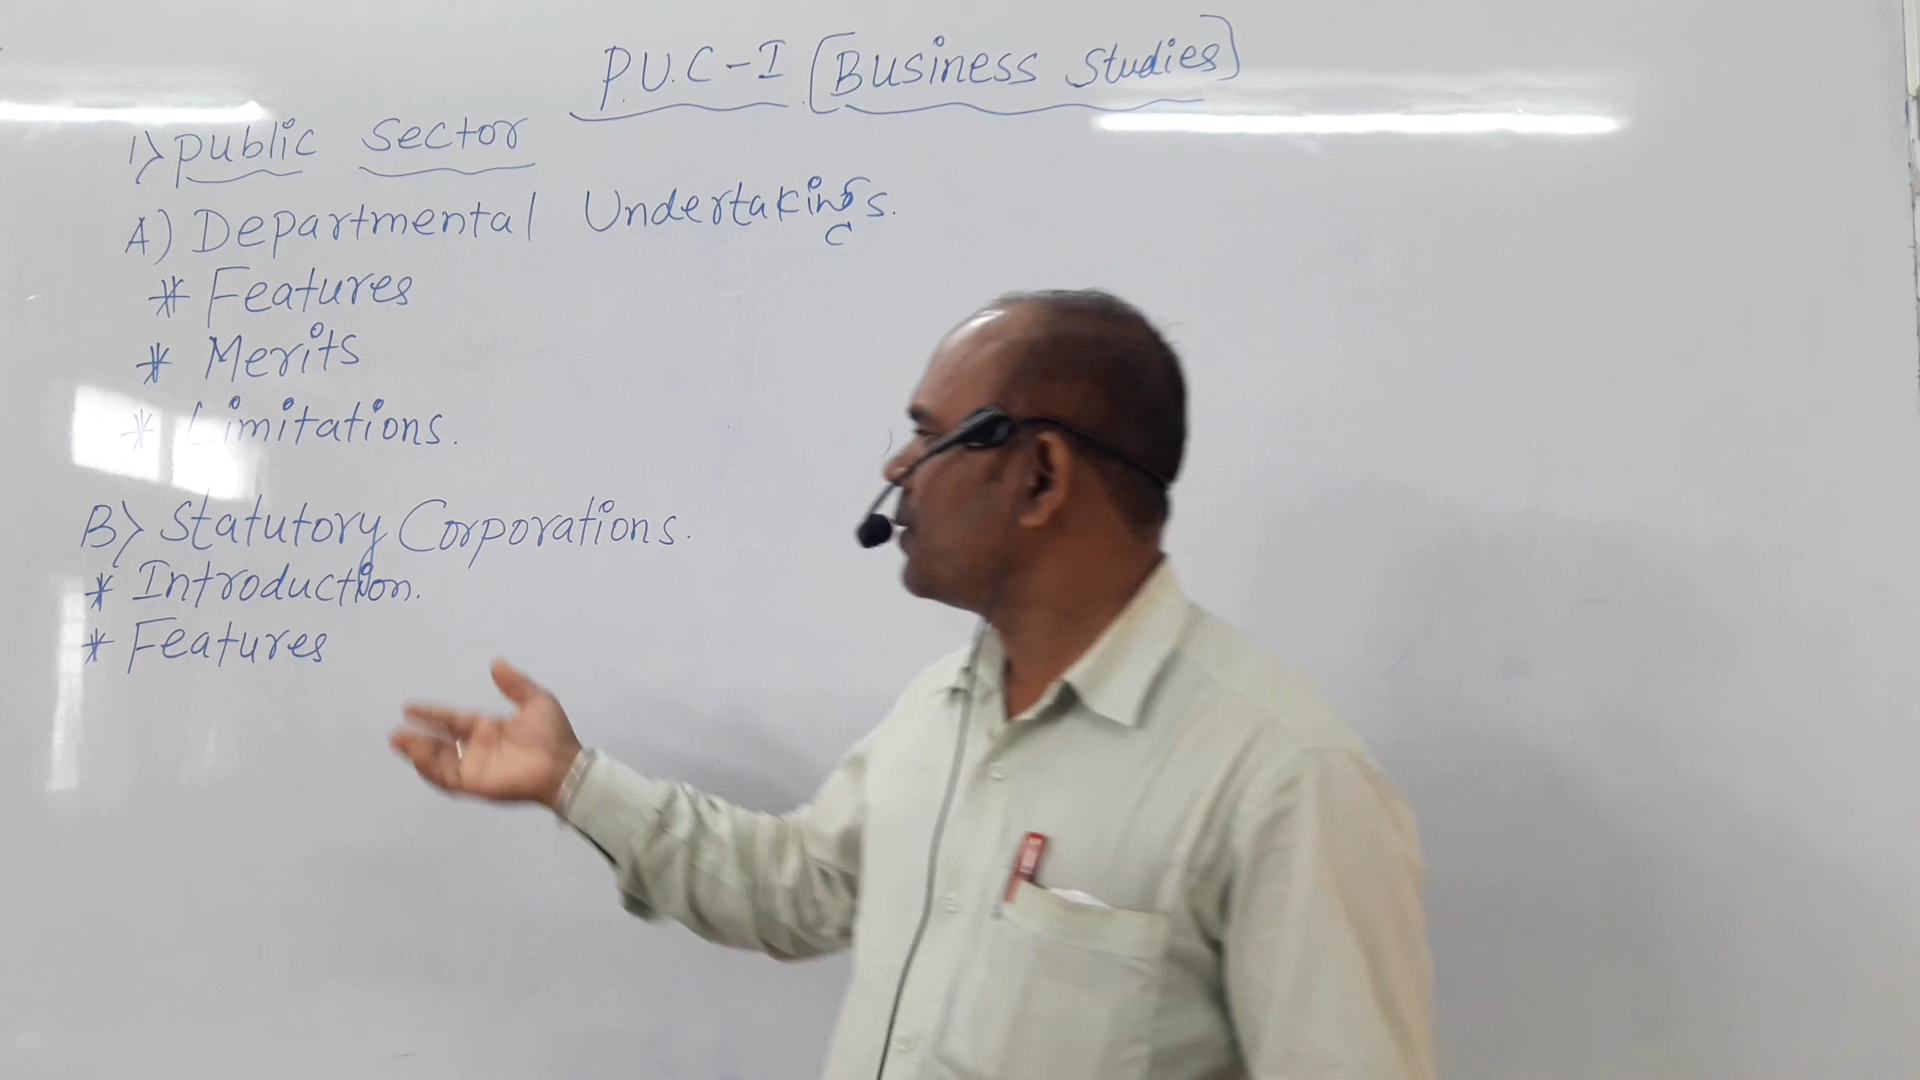 P.U.C-I [Business Studies]
1) Public Sector
A) Departmental Undertakings.
* Features
* Merits
* Limitations.
B) Statutory Corporations.
* Introduction.
* Features